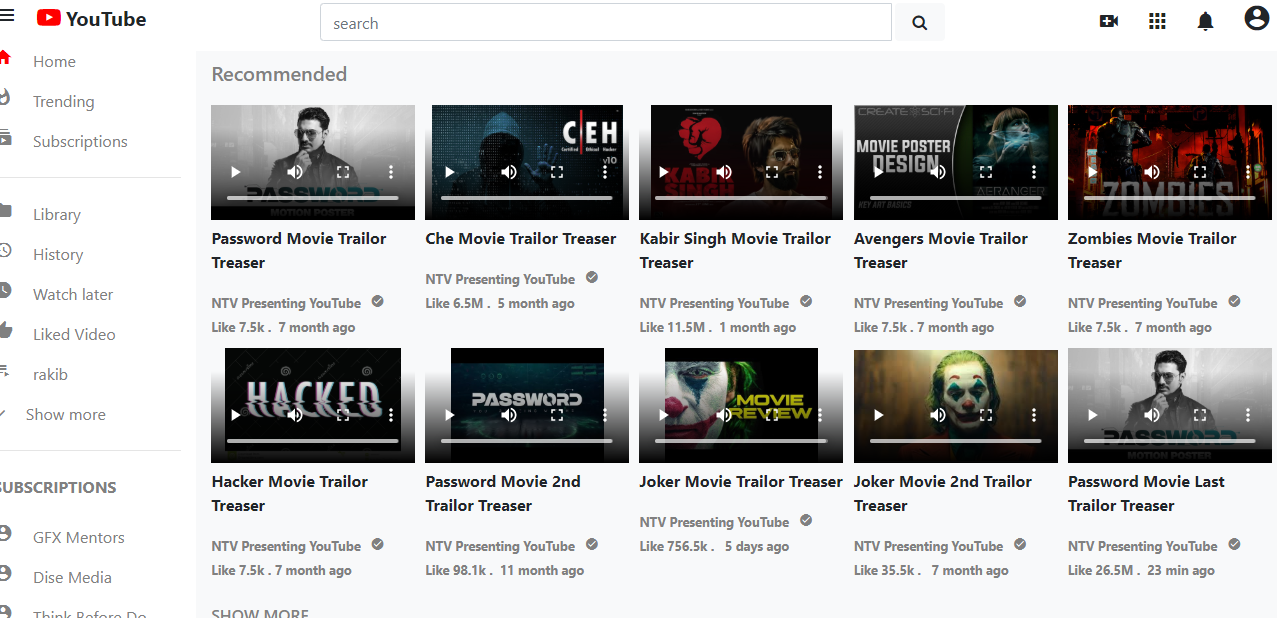 YouTube
search
Home
Trending
Subscriptions
Library
History
Watch later
Liked Video
rakib
Show more
SUBSCRIPTIONS
GFX Mentors
Dise Media
Think Before Do
Recommended
PASSWORD
MOTION POSTER
Password Movie Trailor
Treaser
NTV Presenting YouTube
Like 7.5k . 7 month ago
CEH
Certified Ethical Hacker
v10
Che Movie Trailor Treaser
NTV Presenting YouTube
Like 6.5M . 5 month ago
KABIR
SINGH
Kabir Singh Movie Trailor
Treaser
NTV Presenting YouTube
Like 11.5M . 1 month ago
CREATE SCI-FI
MOVIE POSTER
DESIGN
AERANGER
KEY ART BASICS
Avengers Movie Trailor
Treaser
NTV Presenting YouTube
Like 7.5k . 7 month ago
ZOMBIES
Zombies Movie Trailor
Treaser
NTV Presenting YouTube
Like 7.5k . 7 month ago
HACKED
Hacker Movie Trailor
Treaser
NTV Presenting YouTube
Like 7.5k . 7 month ago
PASSWORD
Password Movie 2nd
Trailor Treaser
NTV Presenting YouTube
Like 98.1k . 11 month ago
MOVIE
REVIEW
Joker Movie Trailor Treaser
NTV Presenting YouTube
Like 756.5k . 5 days ago
Joker Movie 2nd Trailor
Treaser
NTV Presenting YouTube
Like 35.5k . 7 month ago
PASSWORD
MOTION POSTER
Password Movie Last
Trailor Treaser
NTV Presenting YouTube
Like 26.5M . 23 min ago
SHOW MORE